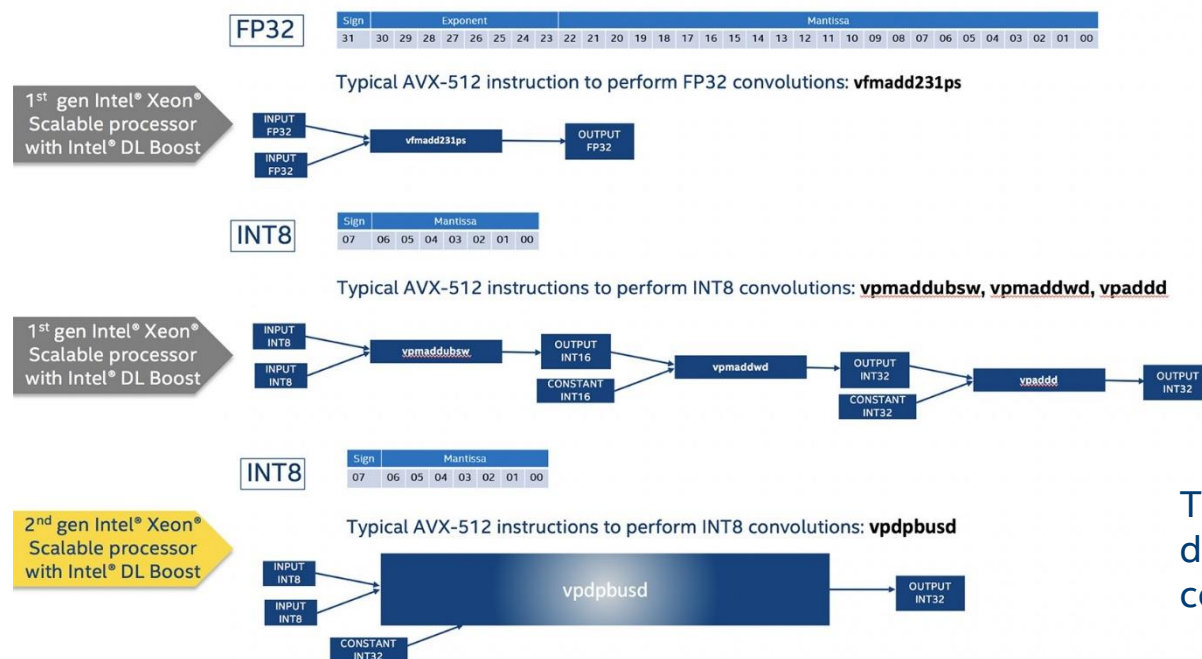 FP32
Sign Exponent Mantissa
31 30 29 28 27 26 25 24 23 22 21 20 19 18 17 16 15 14 13 12 11 10 09 08 07 06 05 04 03 02 01 00
Typical AVX-512 instruction to perform FP32 convolutions: vfmadd231ps
1st gen Intel® Xeon®
Scalable processor
with Intel® DL Boost
INPUT
FP32
INPUT
FP32
vfmadd231ps
OUTPUT
FP32
INT8
Sign Mantissa
07 06 05 04 03 02 01 00
Typical AVX-512 instructions to perform INT8 convolutions: vpmaddubsw, vpmaddwd, vpaddd
1st gen Intel® Xeon®
Scalable processor
with Intel® DL Boost
INPUT
INT8
INPUT
INT8
vpmaddubsw
OUTPUT
INT16
CONSTANT
INT16
vpmaddwd
OUTPUT
INT32
CONSTANT
INT32
vpaddd
OUTPUT
INT32
INT8
Sign Mantissa
07 06 05 04 03 02 01 00
Typical AVX-512 instructions to perform INT8 convolutions: vpdpbusd
2nd gen Intel® Xeon®
Scalable processor
with Intel® DL Boost
INPUT
INT8
INPUT
INT8
CONSTANT
INT32
vpdpbusd
OUTPUT
INT32